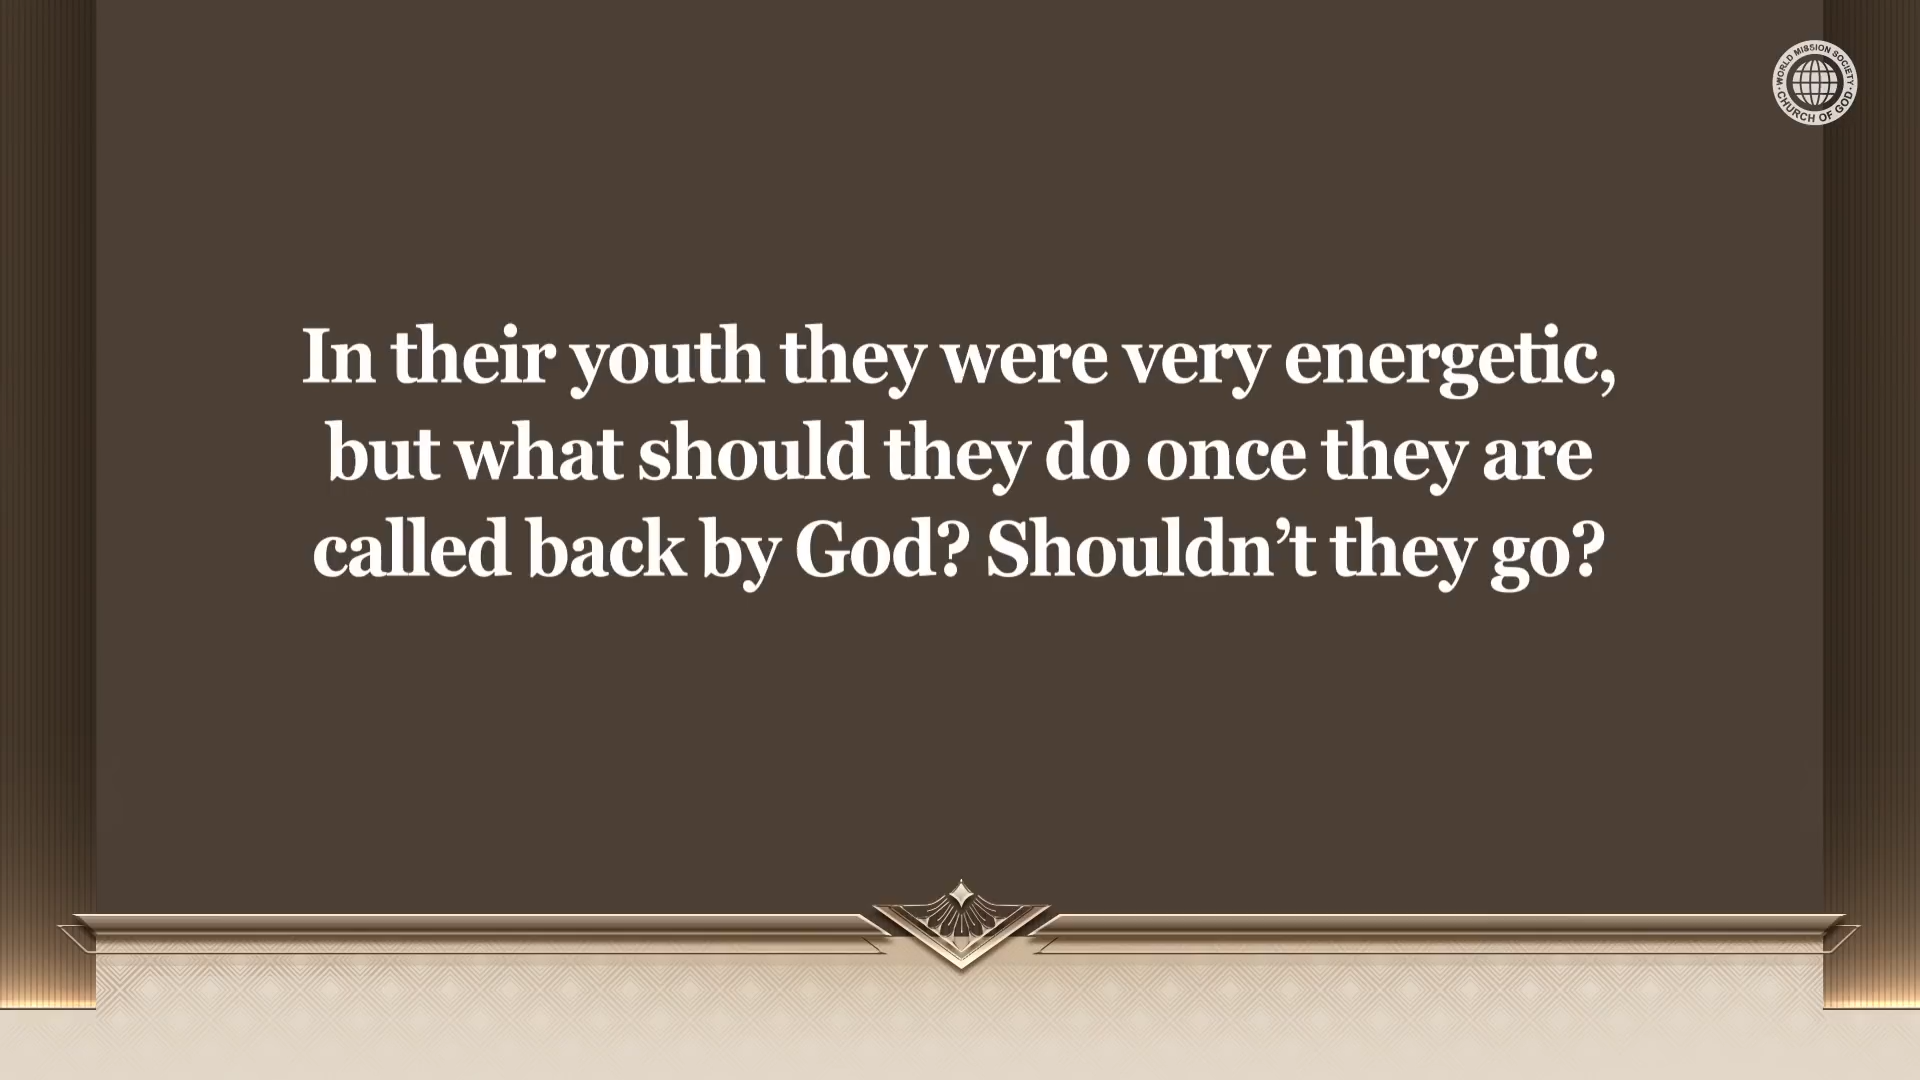 WORLD MISSION SOCIETY
CHURCH OF GOD
In their youth they were very energetic,
but what should they do once they are
called back by God? Shouldn’t they go?